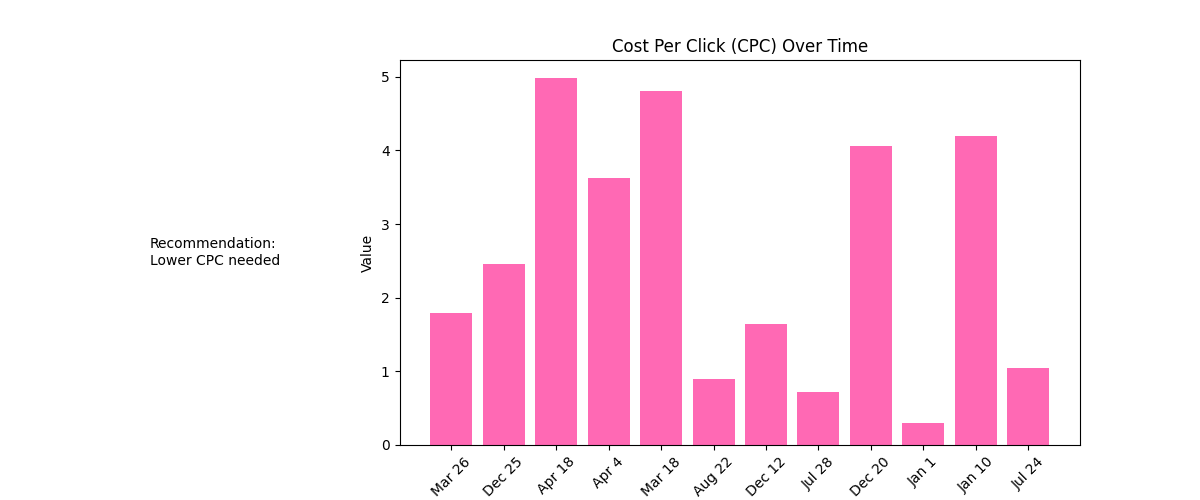 Cost Per Click (CPC) Over Time
Recommendation:
Lower CPC needed
Value
5
4
3
2
1
0
Mar 26
Dec 25
Apr 18
Apr 4
Mar 18
Aug 22
Dec 12
Jul 28
Dec 20
Jan 1
Jan 10
Jul 24